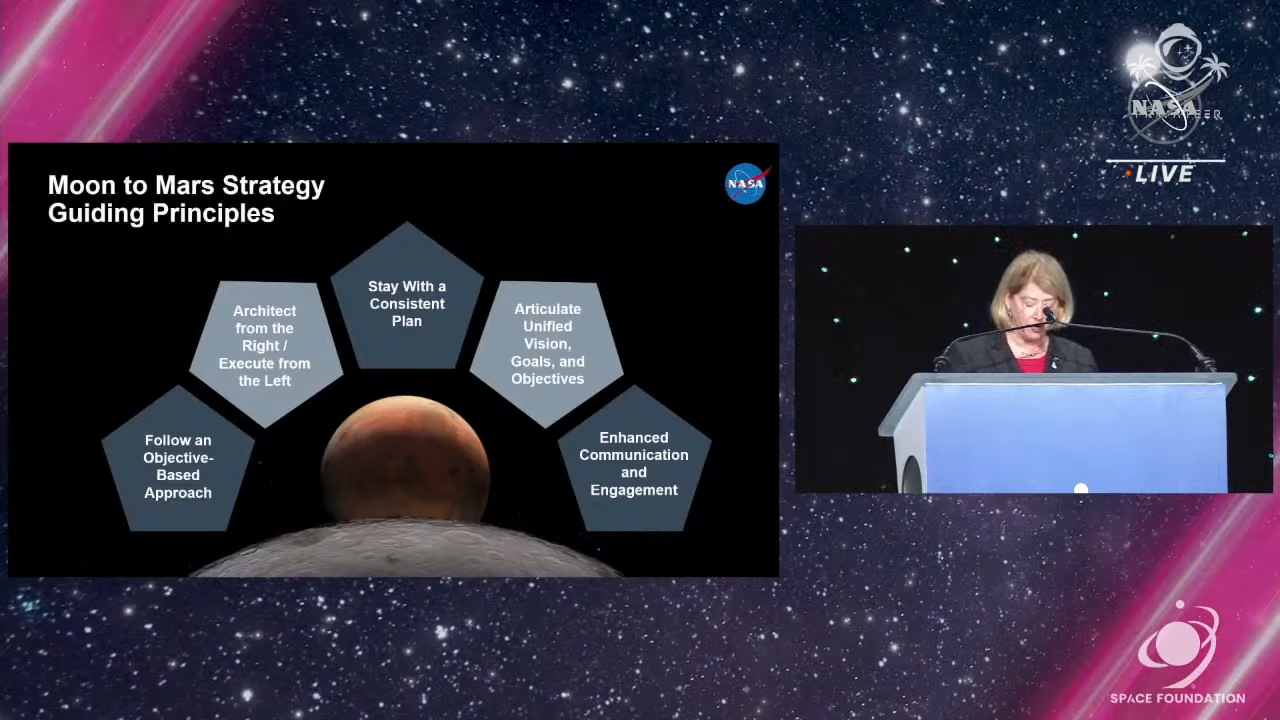 Moon to Mars Strategy
Guiding Principles
NASA
Follow an
Objective-
Based
Approach
Architect
from the
Right /
Execute from
the Left
Stay With a
Consistent
Plan
Articulate
Unified
Vision,
Goals, and
Objectives
Enhanced
Communication
and
Engagement
NASA
LIVE
SPACE FOUNDATION